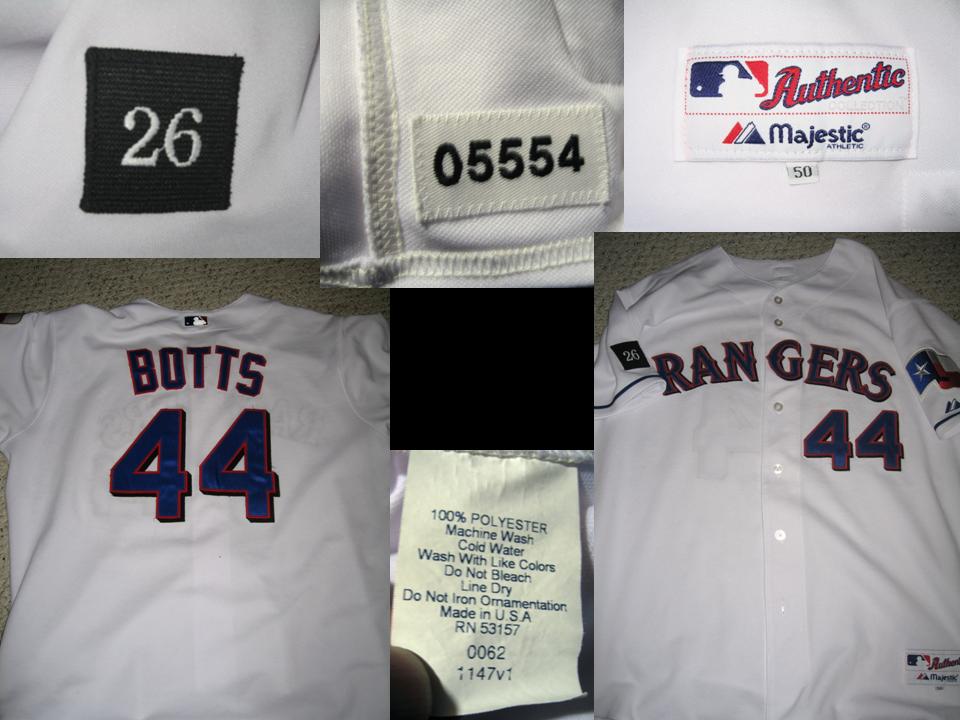 26
05554
Authentic
COLLECTION
Majestic®
ATHLETIC
50
BOTTS
44
26
RANGERS
44
Authentic
Majestic
100% POLYESTER
Machine Wash
Cold Water
Wash With Like Colors
Do Not Bleach
Line Dry
Do Not Iron Ornamentation
Made in U.S.A
RN 53157
0062
1147v1